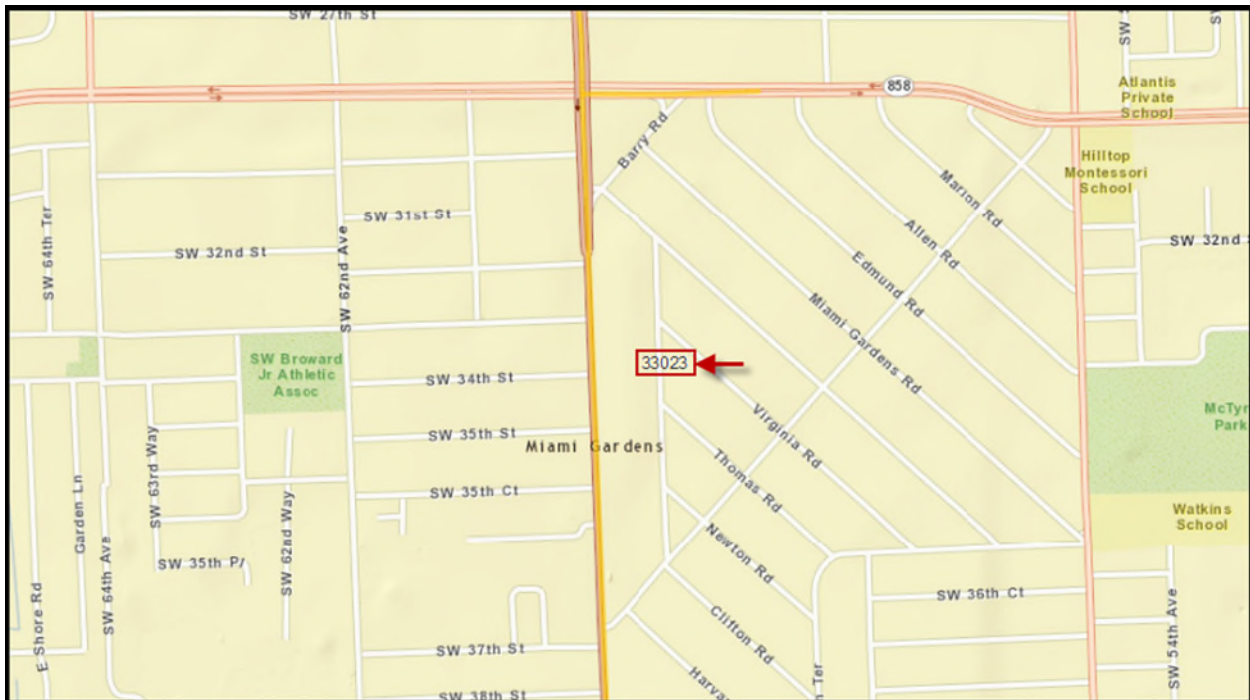 SW 27th St
858
Atlantis
Private
School
Barry Rd
Hilltop
Montessori
School
Marion Rd
SW 64th Ter
SW 31st St
Allen Rd
SW 32nd St
SW 62nd Ave
SW 32nd
Edmund Rd
Miami Gardens Rd
SW Broward
Jr Athletic
Assoc
33023
SW 34th St
Virginia Rd
Park
SW 35th St
Miami Gardens
SW 63rd Way
Thomas Rd
Garden Ln
SW 35th Ct
Watkins
School
SW 62nd Way
Newton Rd
SW 64th Ave
SW 35th Pl
E Shore Rd
SW 36th Ct
Clifton Rd
SW 54th Ave
SW 37th St
SW 38th St
Ter